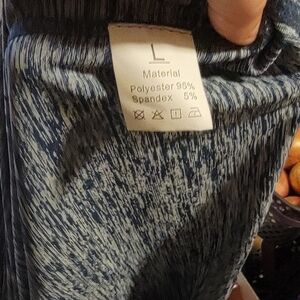 L
Material
Polyester 95%
Spandex 5%